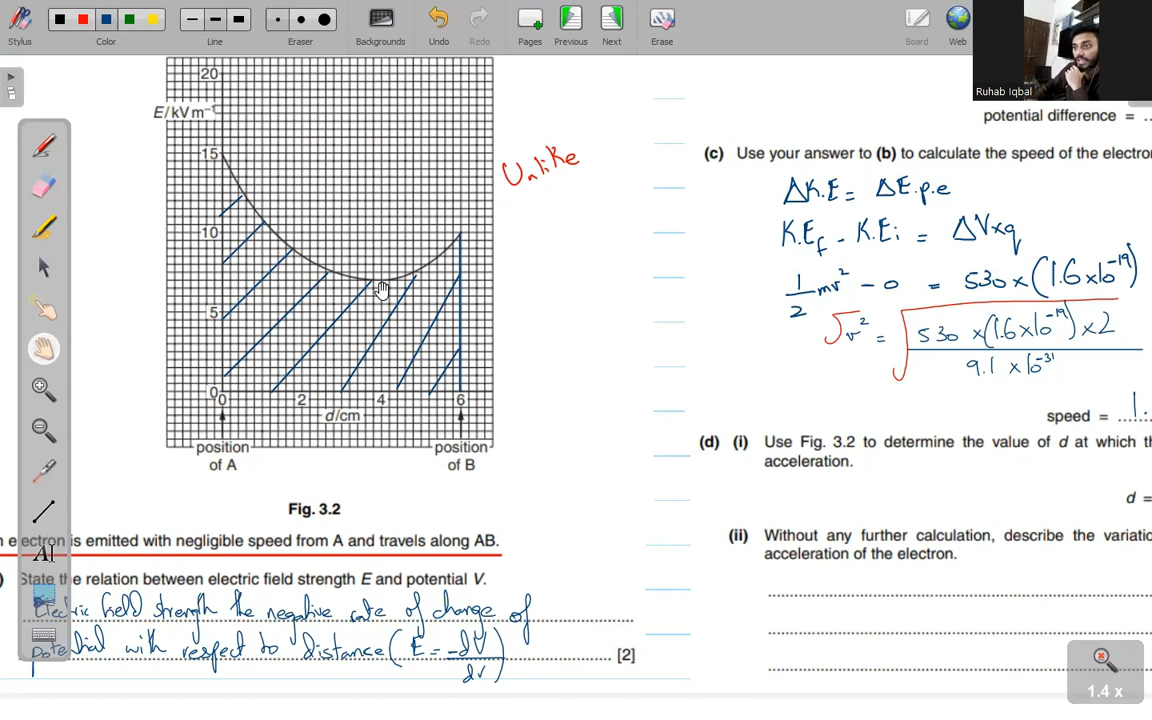 Stylus
Color
Line
Eraser
Backgrounds
Undo
Redo
Pages
Previous
Next
Erase
Board
Web
Ruhab Iqbal
20
E/kV m⁻¹
15
10
5
0
0 2 4 6
d/cm
position of A
position of B
Fig. 3.2
Unlike
n e ectron is emitted with negligible speed from A and travels along AB.
) State the relation between electric field strength E and potential V.
Electric field strength the negative rate of change of
potential with respect to distance (E = -dV/dr)
[2]
potential difference = ..
(c) Use your answer to (b) to calculate the speed of the electro
ΔK.E = ΔE.p.e
K.Ef - K.Ei = ΔV×q
1/2 mv² - 0 = 530×(1.6×10⁻¹⁹)
√v² = √530 ×(1.6×10⁻¹⁹)×2 / 9.1 ×10⁻³¹
speed = ......1.
(d) (i) Use Fig. 3.2 to determine the value of d at which th
acceleration.
d =
(ii) Without any further calculation, describe the variatio
acceleration of the electron.
AI
1.4 x